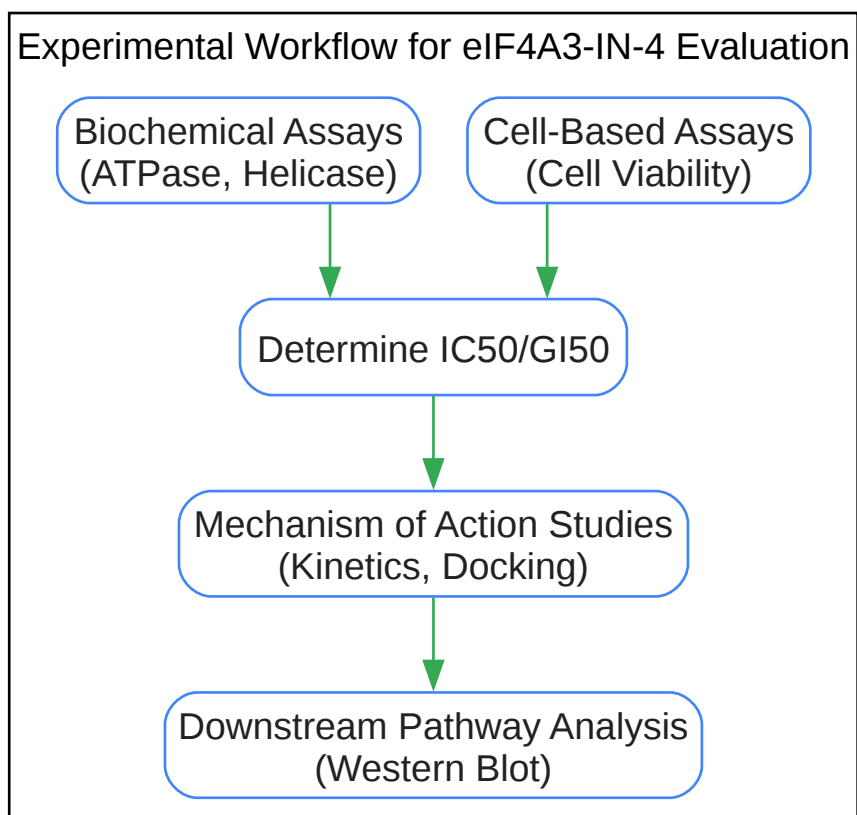 Experimental Workflow for eIF4A3-IN-4 Evaluation
Biochemical Assays
(ATPase, Helicase)
Cell-Based Assays
(Cell Viability)
Determine IC50/GI50
Mechanism of Action Studies
(Kinetics, Docking)
Downstream Pathway Analysis
(Western Blot)